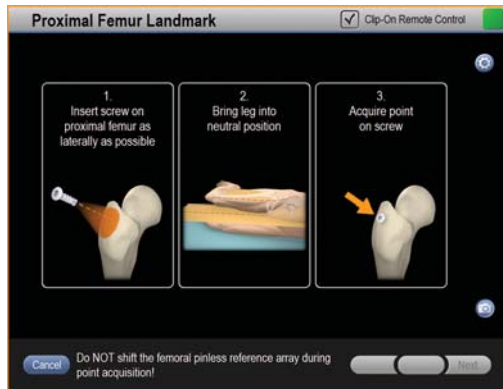 Proximal Femur Landmark
Clip-On Remote Control
1.
Insert screw on
proximal femur as
laterally as possible
2.
Bring leg into
neutral position
3.
Acquire point
on screw
Cancel
Do NOT shift the femoral pinless reference array during
point acquisition!
Next